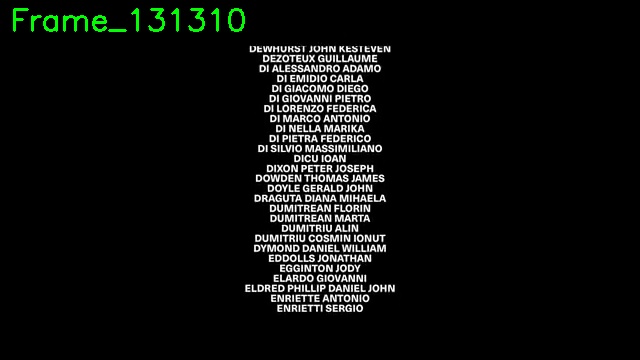 Frame_131310
DEWHURST JOHN KESTEVEN
DEZOTEUX GUILLAUME
DI ALESSANDRO ADAMO
DI EMIDIO CARLA
DI GIACOMO DIEGO
DI GIOVANNI PIETRO
DI LORENZO FEDERICA
DI MARCO ANTONIO
DI NELLA MARIKA
DI PIETRA FEDERICO
DI SILVIO MASSIMILIANO
DICU IOAN
DIXON PETER JOSEPH
DOWDEN THOMAS JAMES
DOYLE GERALD JOHN
DRAGUTA DIANA MIHAELA
DUMITREAN FLORIN
DUMITREAN MARTA
DUMITRIU ALIN
DUMITRIU COSMIN IONUT
DYMOND DANIEL WILLIAM
EDDOLLS JONATHAN
EGGINTON JODY
ELARDO GIOVANNI
ELDRED PHILLIP DANIEL JOHN
ENRIETTE ANTONIO
ENRIETTI SERGIO